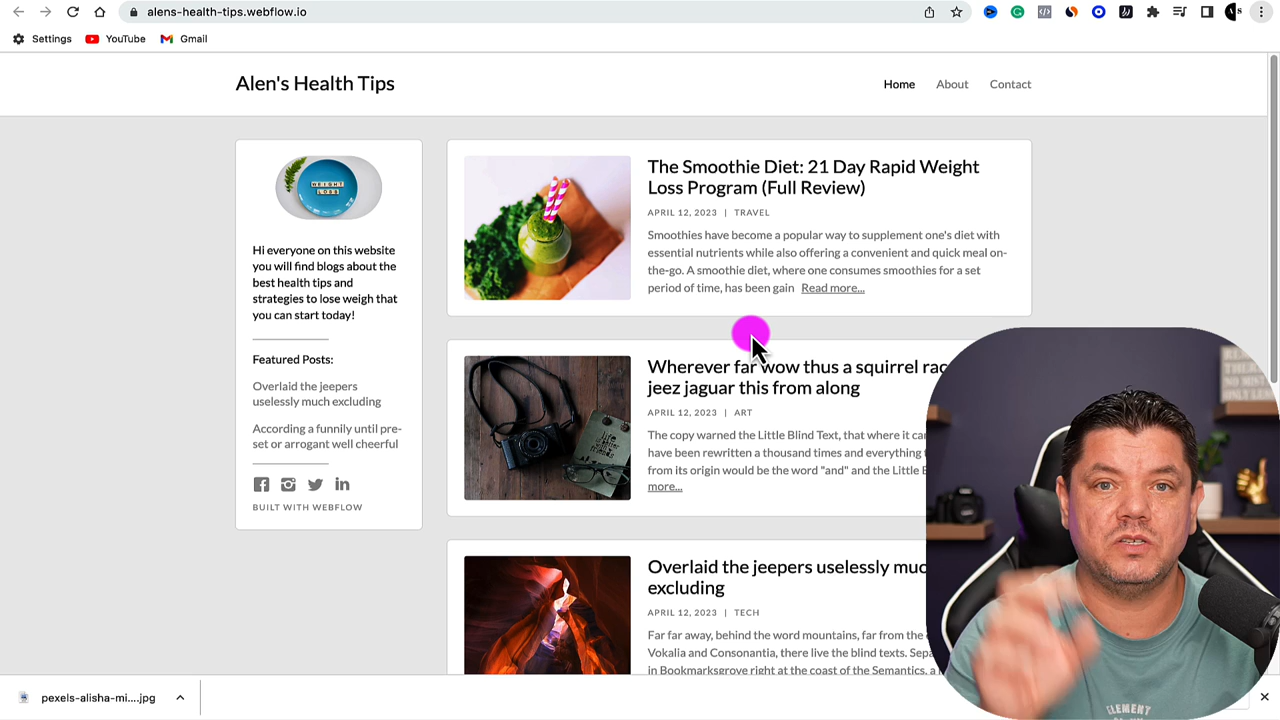 alens-health-tips.webflow.io
Settings
YouTube
Gmail
Alen's Health Tips
Home
About
Contact
WEIGHT
LOSS
Hi everyone on this website
you will find blogs about the
best health tips and
strategies to lose weigh that
you can start today!
Featured Posts:
Overlaid the jeepers
uselessly much excluding
According a funnily until pre-
set or arrogant well cheerful
BUILT WITH WEBFLOW
The Smoothie Diet: 21 Day Rapid Weight
Loss Program (Full Review)
APRIL 12, 2023 | TRAVEL
Smoothies have become a popular way to supplement one's diet with
essential nutrients while also offering a convenient and quick meal on-
the-go. A smoothie diet, where one consumes smoothies for a set
period of time, has been gain Read more...
Wherever far wow thus a squirrel rac
jeez jaguar this from along
APRIL 12, 2023 | ART
The copy warned the Little Blind Text, that where it ca
have been rewritten a thousand times and everything
from its origin would be the word "and" and the Little B
more...
Overlaid the jeepers uselessly muc
excluding
APRIL 12, 2023 | TECH
Far far away, behind the word mountains, far from the
Vokalia and Consonantia, there live the blind texts. Sepa
in Bookmarksgrove right at the coast of the Semantics, a
pexels-alisha-mi....jpg
ELEMENT